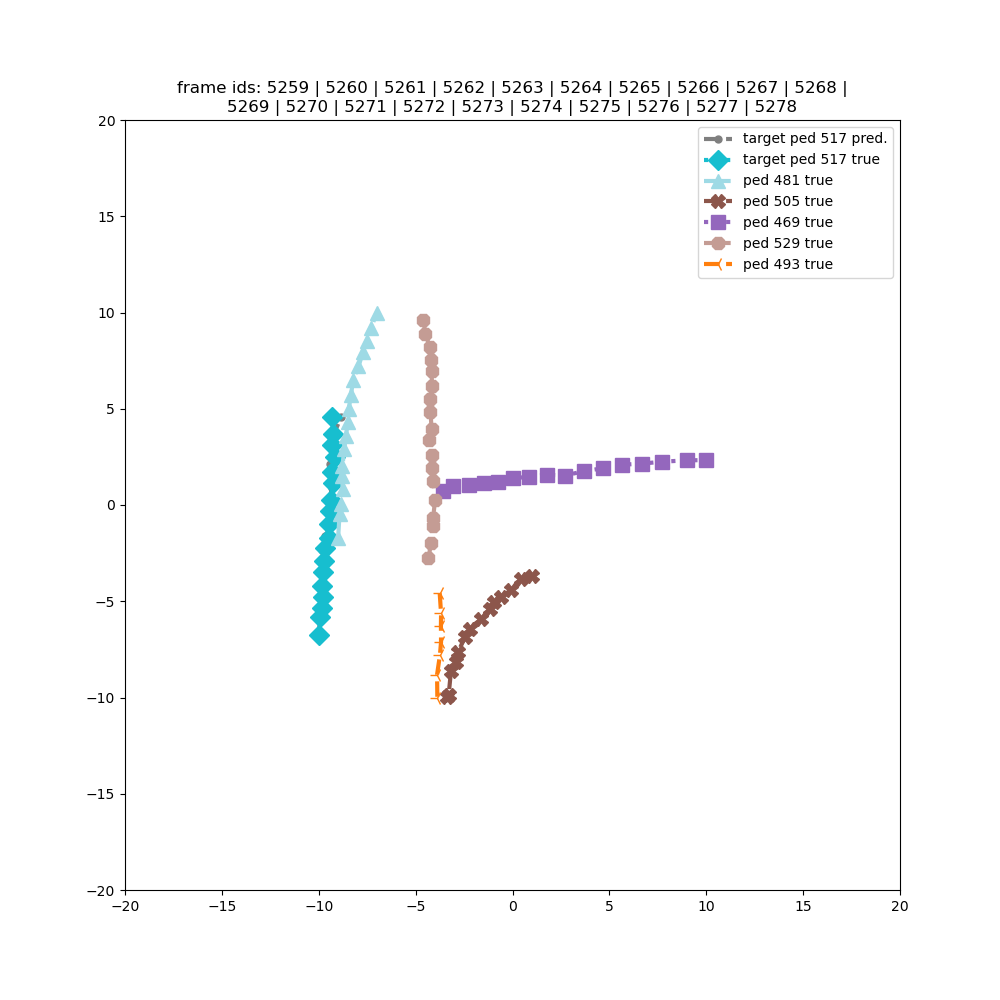 frame ids: 5259 | 5260 | 5261 | 5262 | 5263 | 5264 | 5265 | 5266 | 5267 | 5268 |
5269 | 5270 | 5271 | 5272 | 5273 | 5274 | 5275 | 5276 | 5277 | 5278
target ped 517 pred.
target ped 517 true
ped 481 true
ped 505 true
ped 469 true
ped 529 true
ped 493 true
20
15
10
5
0
−5
−10
−15
−20
−20 −15 −10 −5 0 5 10 15 20